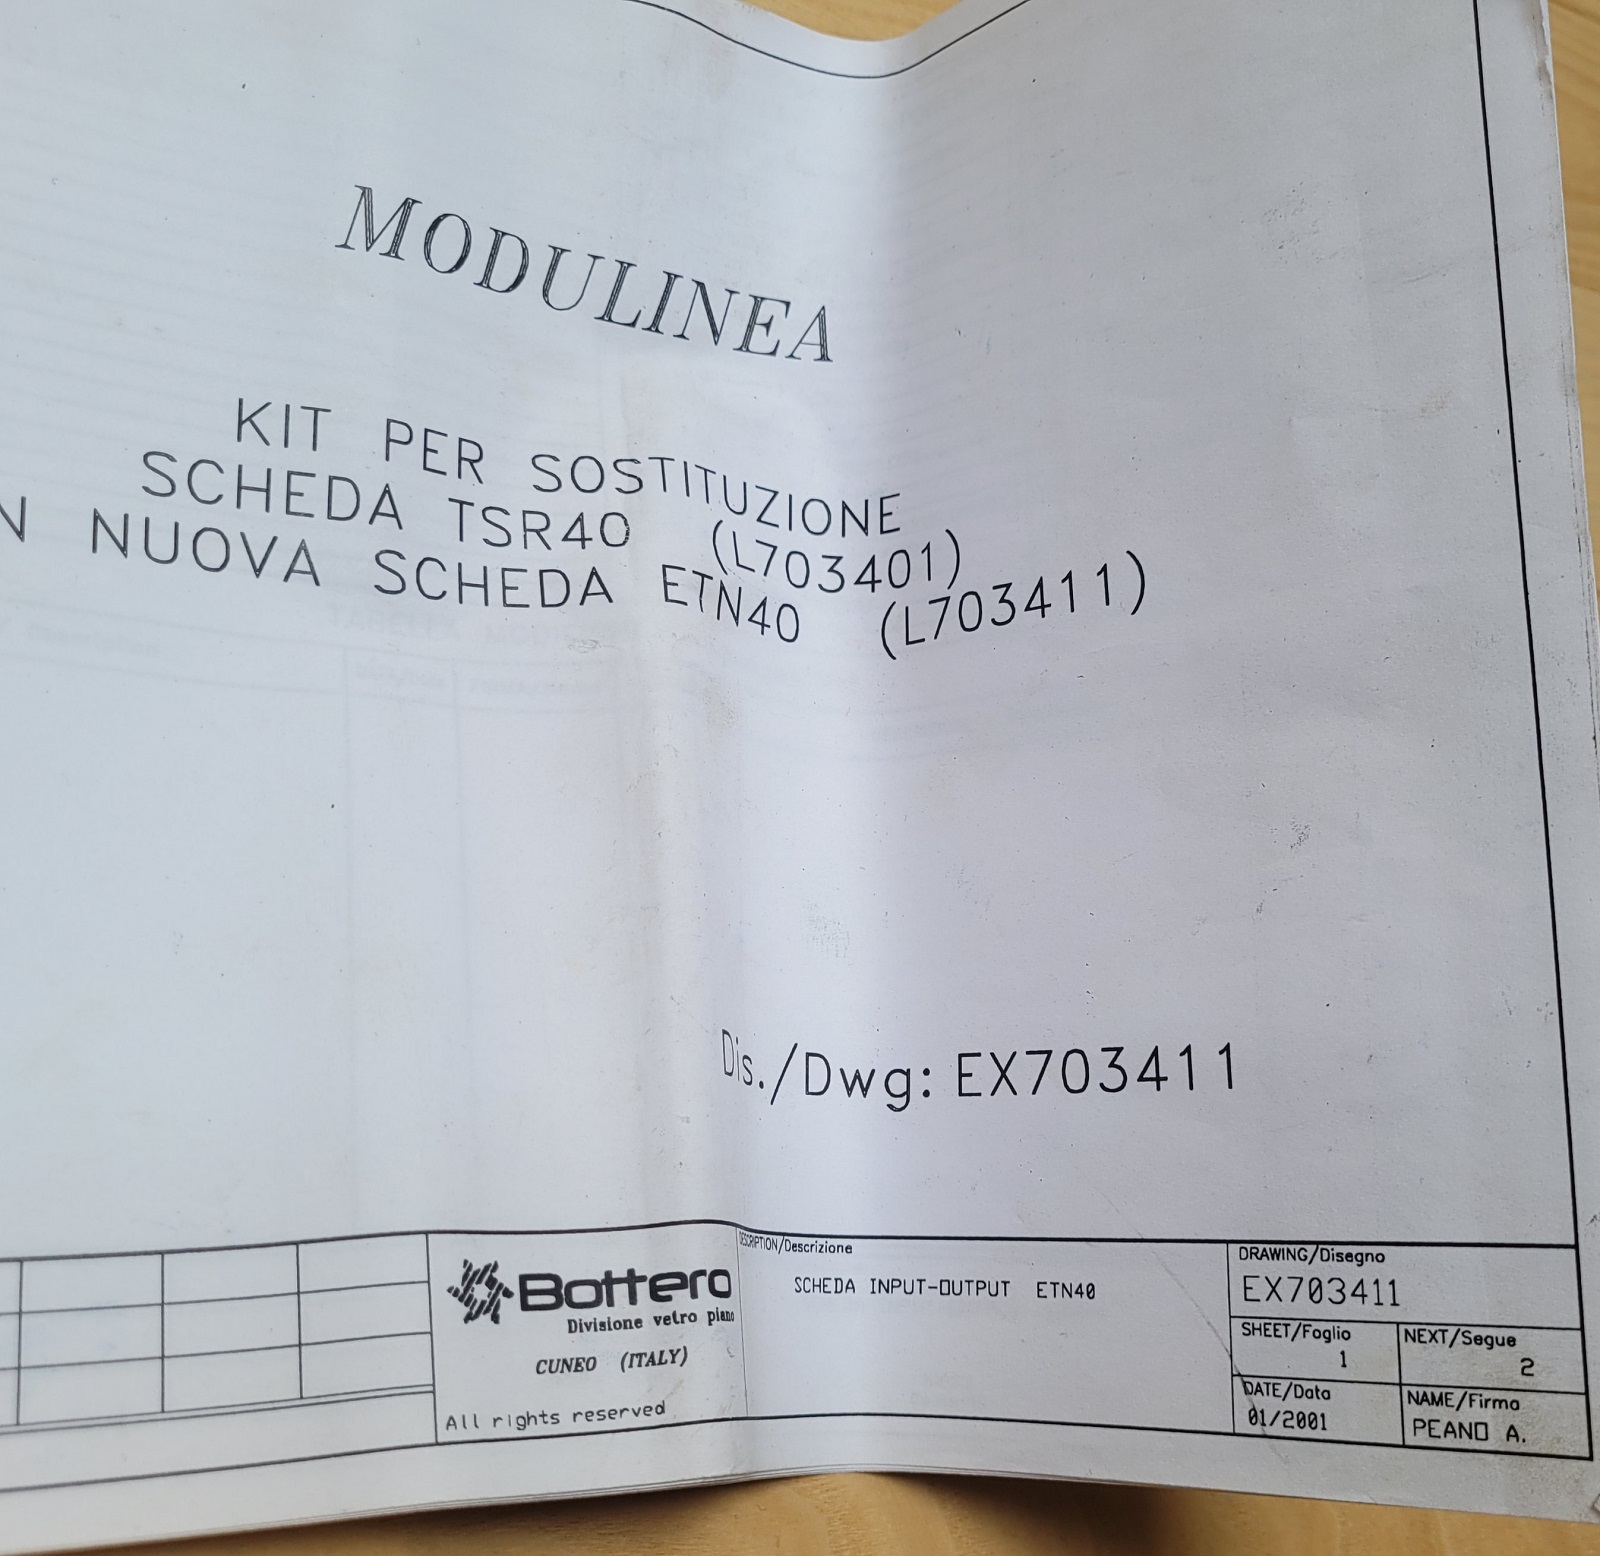 MODULINEA
KIT PER SOSTITUZIONE
SCHEDA TSR40 (L703401)
N NUOVA SCHEDA ETN40 (L703411)
Dis./Dwg: EX703411
Bottero
Divisione vetro piano
CUNEO (ITALY)
All rights reserved
DESCRIPTION/Descrizione
SCHEDA INPUT-OUTPUT ETN40
DRAWING/Disegno
EX703411
SHEET/Foglio
1
NEXT/Segue
2
DATE/Data
01/2001
NAME/Firma
PEANO A.